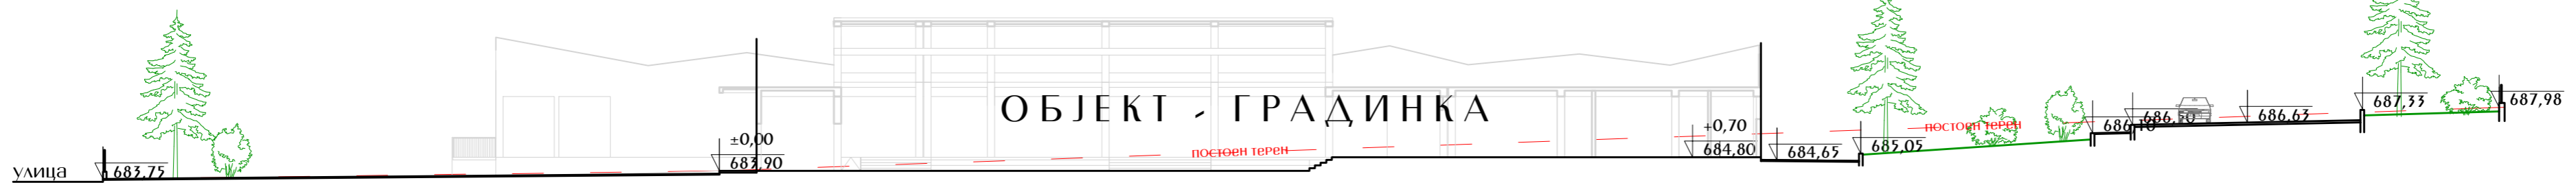 улица
683,75
±0,00
683,90
ОБЈЕКТ - ГРАДИНКА
постоен терен
+0,70
684,80
684,65
685,05
постоен терен
686,10
686,63
687,33
687,98